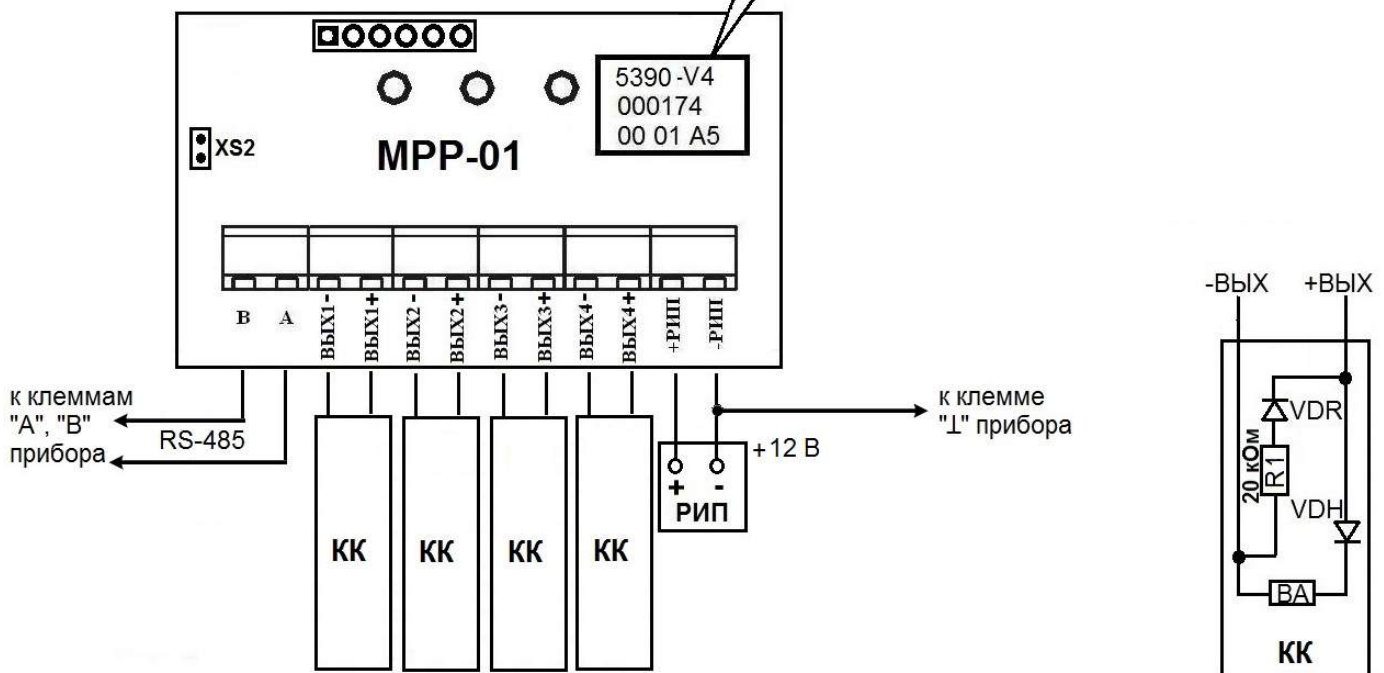 5390-V4
000174
00 01 A5
XS2
МРР-01
B
A
ВЫХ1-
ВЫХ1+
ВЫХ2-
ВЫХ2+
ВЫХ3-
ВЫХ3+
ВЫХ4-
ВЫХ4+
+РИП
-РИП
к клеммам
"А", "В"
прибора
RS-485
КК
КК
КК
КК
+ -
РИП
+12 В
к клемме
"⊥" прибора
-ВЫХ +ВЫХ
VDR
20 кОм
R1
VDH
BA
КК